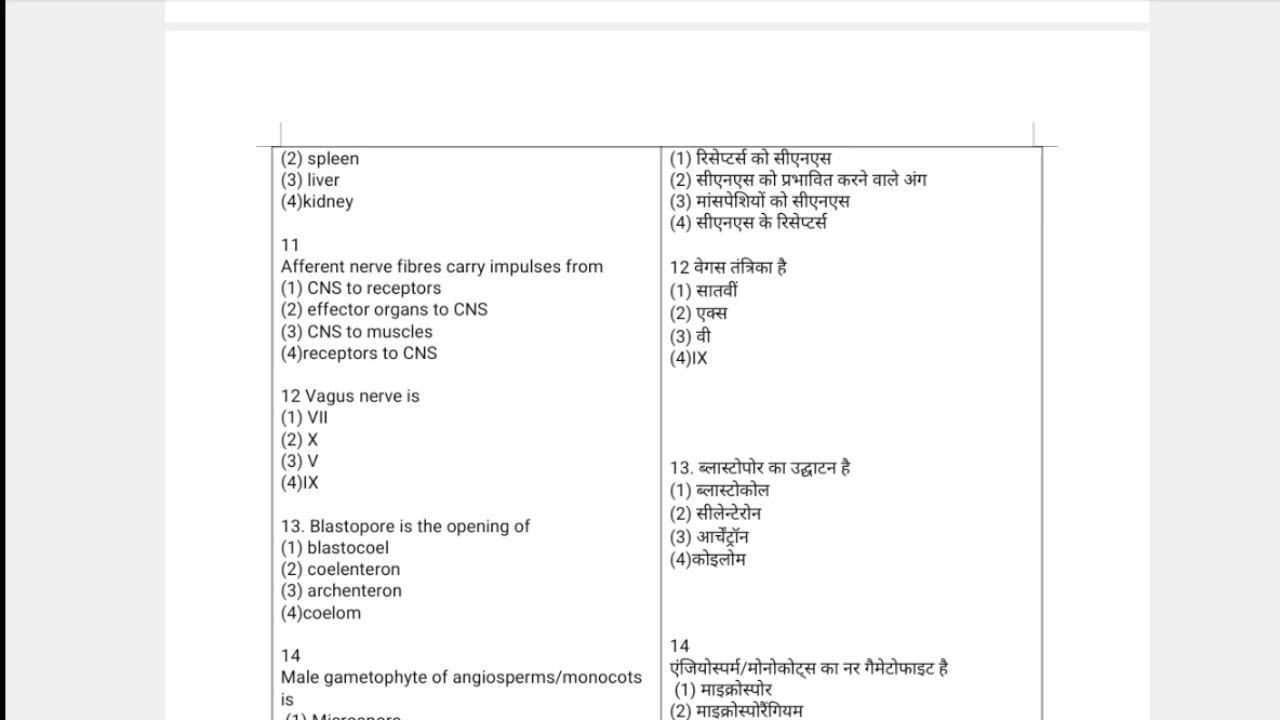 (2) spleen
(3) liver
(4)kidney
11
Afferent nerve fibres carry impulses from
(1) CNS to receptors
(2) effector organs to CNS
(3) CNS to muscles
(4)receptors to CNS
12 Vagus nerve is
(1) VII
(2) X
(3) V
(4)IX
13. Blastopore is the opening of
(1) blastocoel
(2) coelenteron
(3) archenteron
(4)coelom
14
Male gametophyte of angiosperms/monocots
is
(1) Microspore
(1) रिसेप्टर्स को सीएनएस
(2) सीएनएस को प्रभावित करने वाले अंग
(3) मांसपेशियों को सीएनएस
(4) सीएनएस के रिसेप्टर्स
12 वेगस तंत्रिका है
(1) सातवीं
(2) एक्स
(3) वी
(4)IX
13. ब्लास्टोपोर का उद्घाटन है
(1) ब्लास्टोकोल
(2) सीलेन्टेरोन
(3) आर्चेंट्रॉन
(4)कोइलोम
14
एंजियोस्पर्म/मोनोकोट्स का नर गैमेटोफाइट है
(1) माइक्रोस्पोर
(2) माइक्रोस्पोरैंगियम